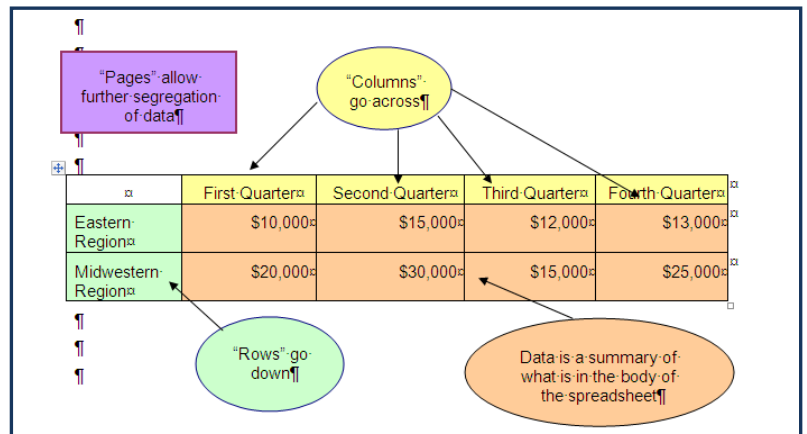 ¶
“Pages”·allow·
further·segregation·
of·data¶
“Columns”·
go·across¶
¶
¶
¤ First·Quarter¤ Second·Quarter¤ Third·Quarter¤ Fourth·Quarter¤ ¤
Eastern· $10,000¤ $15,000¤ $12,000¤ $13,000¤ ¤
Region¤
Midwestern· $20,000¤ $30,000¤ $15,000¤ $25,000¤ ¤
Region¤
¶
¶
¶
“Rows”·go·
down¶
Data·is·a·summary·of·
what·is·in·the·body·of·
the·spreadsheet¶